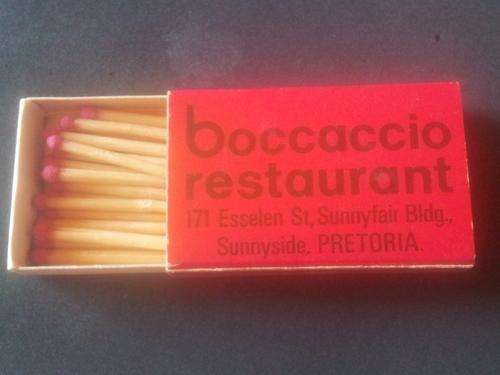 boccaccio
restaurant
171 Esselen St, Sunnyfair Bldg.,
Sunnyside, PRETORIA.